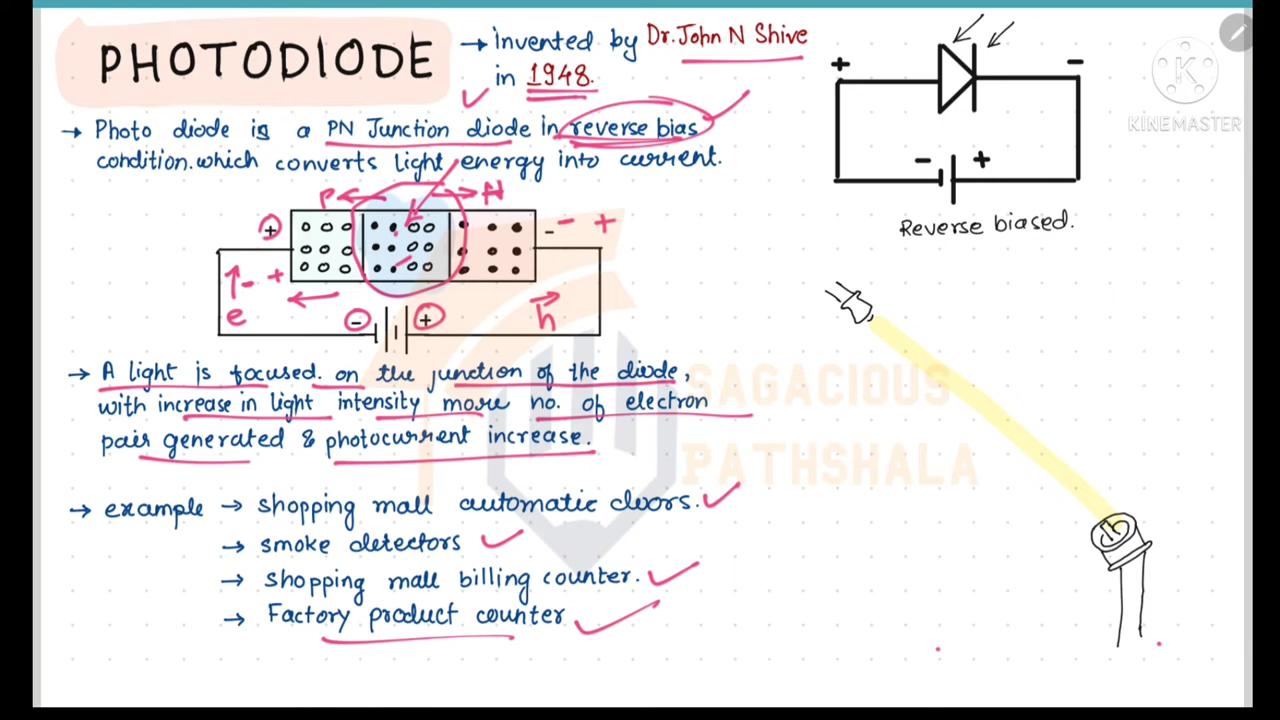 PHOTODIODE → invented by Dr. John N Shive
in 1948.
→ Photo diode is a PN Junction diode in reverse bias
condition. which converts light energy into current.
P N
+ - - +
- +
e h
- +
→ A light is focused on the junction of the diode,
with increase in light intensity more no. of electron
pair generated & photocurrent increase.
→ example → shopping mall automatic doors.
→ smoke detectors
→ shopping mall billing counter.
→ Factory product counter
+ -
- +
Reverse biased.
K
KINEMASTER
SAGACIOUS
PATHSHALA